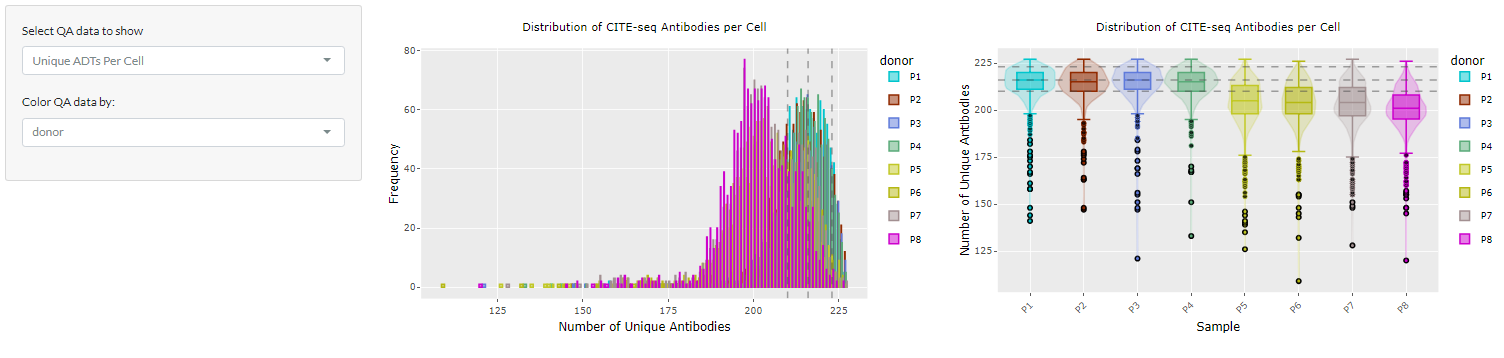 Select QA data to show
Unique ADTs Per Cell
Color QA data by:
donor
Distribution of CITE-seq Antibodies per Cell
Frequency
80
60
40
20
0
125
150
175
200
225
Number of Unique Antibodies
donor
P1
P2
P3
P4
P5
P6
P7
P8
Distribution of CITE-seq Antibodies per Cell
Number of Unique Antibodies
225
200
175
150
125
P1
P2
P3
P4
P5
P6
P7
P8
Sample
donor
P1
P2
P3
P4
P5
P6
P7
P8